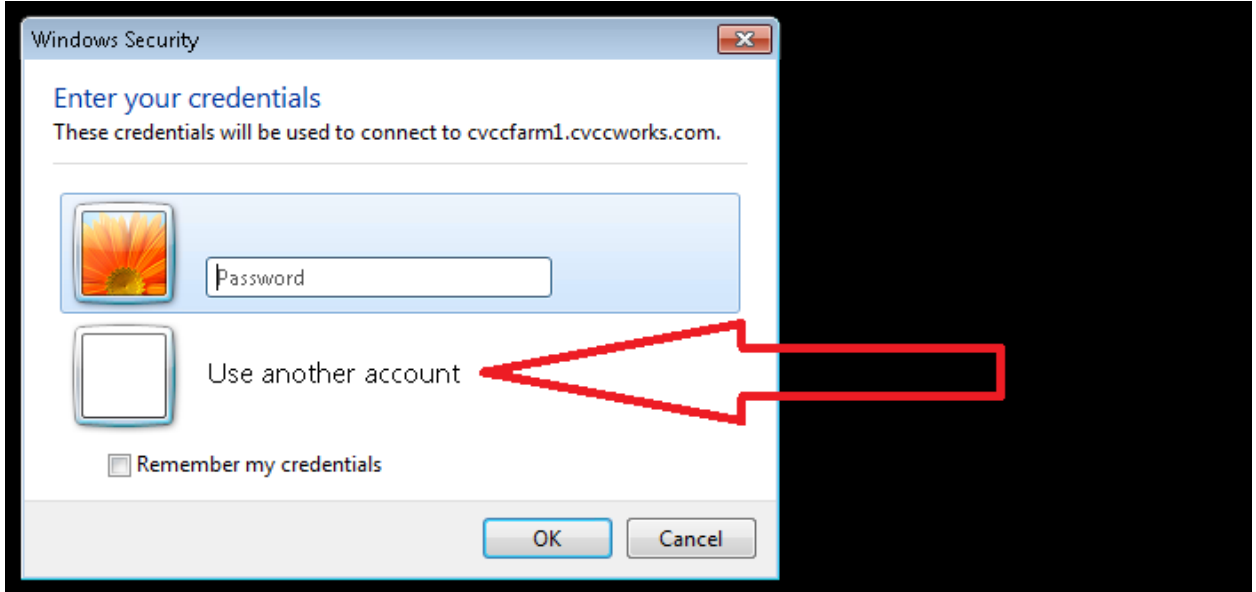 Windows Security
Enter your credentials
These credentials will be used to connect to cvccfarm1.cvccworks.com.
Password
Use another account
Remember my credentials
OK
Cancel